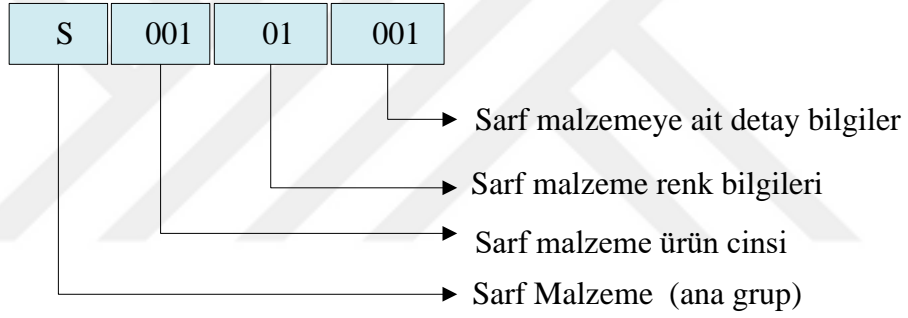 S 001 01 001
Sarf malzemeye ait detay bilgiler
Sarf malzeme renk bilgileri
Sarf malzeme ürün cinsi
Sarf Malzeme (ana grup)